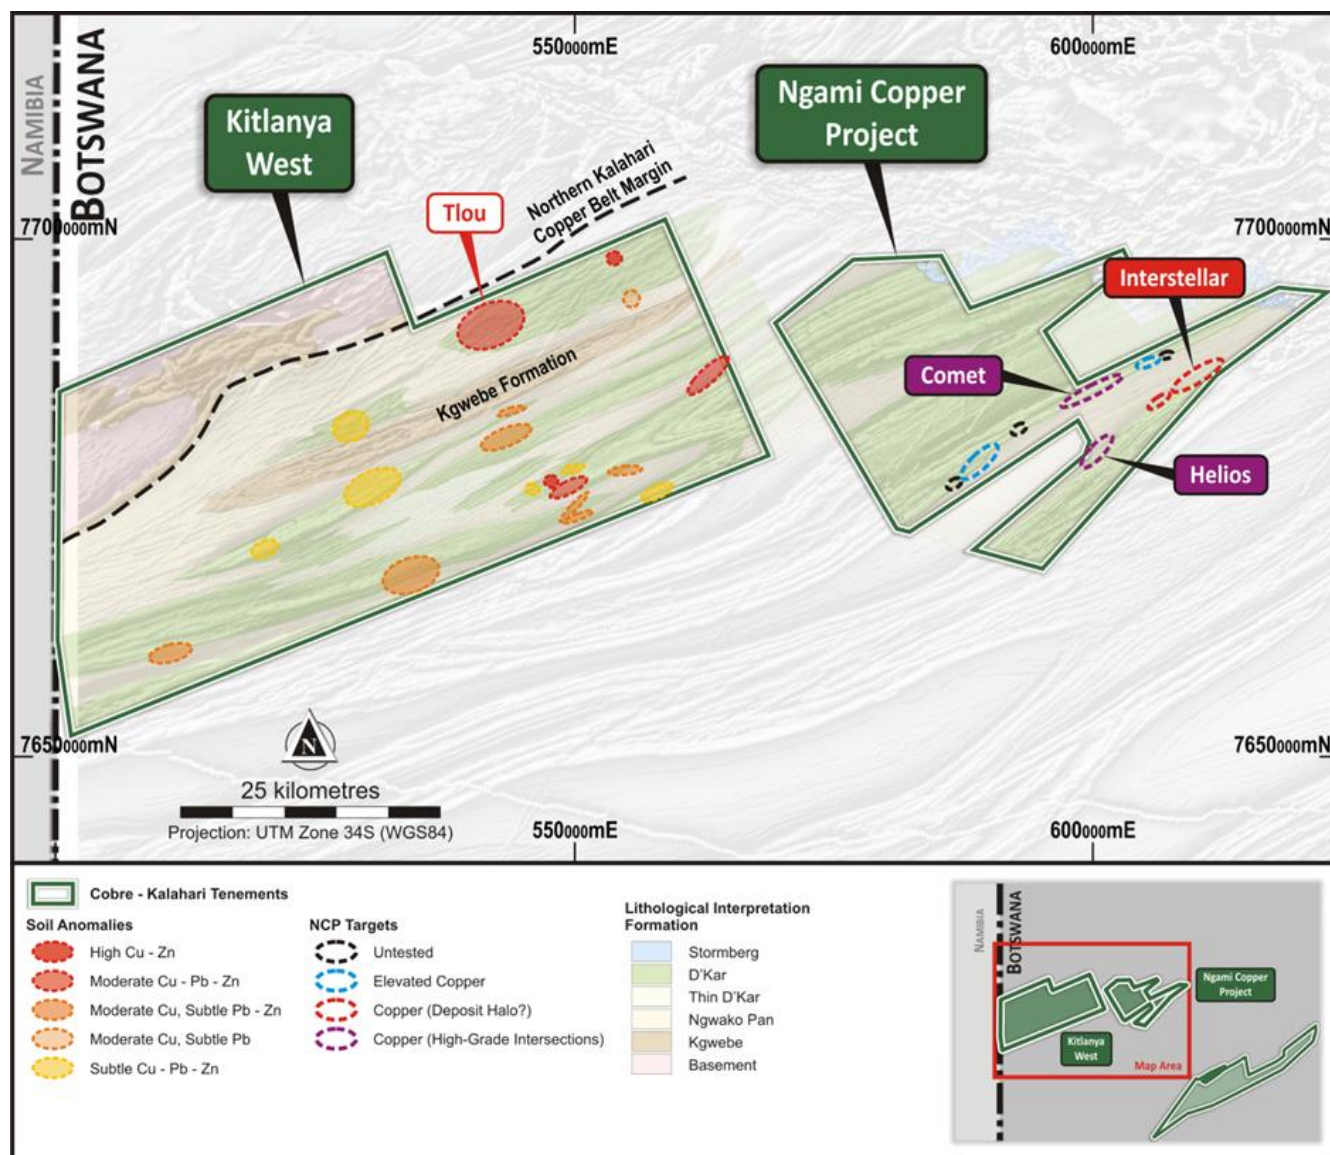 NAMIBIA
BOTSWANA
550000mE
600000mE
Kitlanya
West
Ngami Copper
Project
Northern Kalahari
Copper Belt Margin
Tlou
7700000mN
7700000mN
Interstellar
Kgwebe Formation
Comet
Helios
7650000mN
7650000mN
N
25 kilometres
Projection: UTM Zone 34S (WGS84)
550000mE
600000mE
Cobre - Kalahari Tenements
Soil Anomalies
High Cu - Zn
Moderate Cu - Pb - Zn
Moderate Cu, Subtle Pb - Zn
Moderate Cu, Subtle Pb
Subtle Cu - Pb - Zn
NCP Targets
Untested
Elevated Copper
Copper (Deposit Halo?)
Copper (High-Grade Intersections)
Lithological Interpretation
Formation
Stormberg
D'Kar
Thin D'Kar
Ngwako Pan
Kgwebe
Basement
NAMIBIA
BOTSWANA
Ngami Copper
Project
Kitlanya
West
Map Area